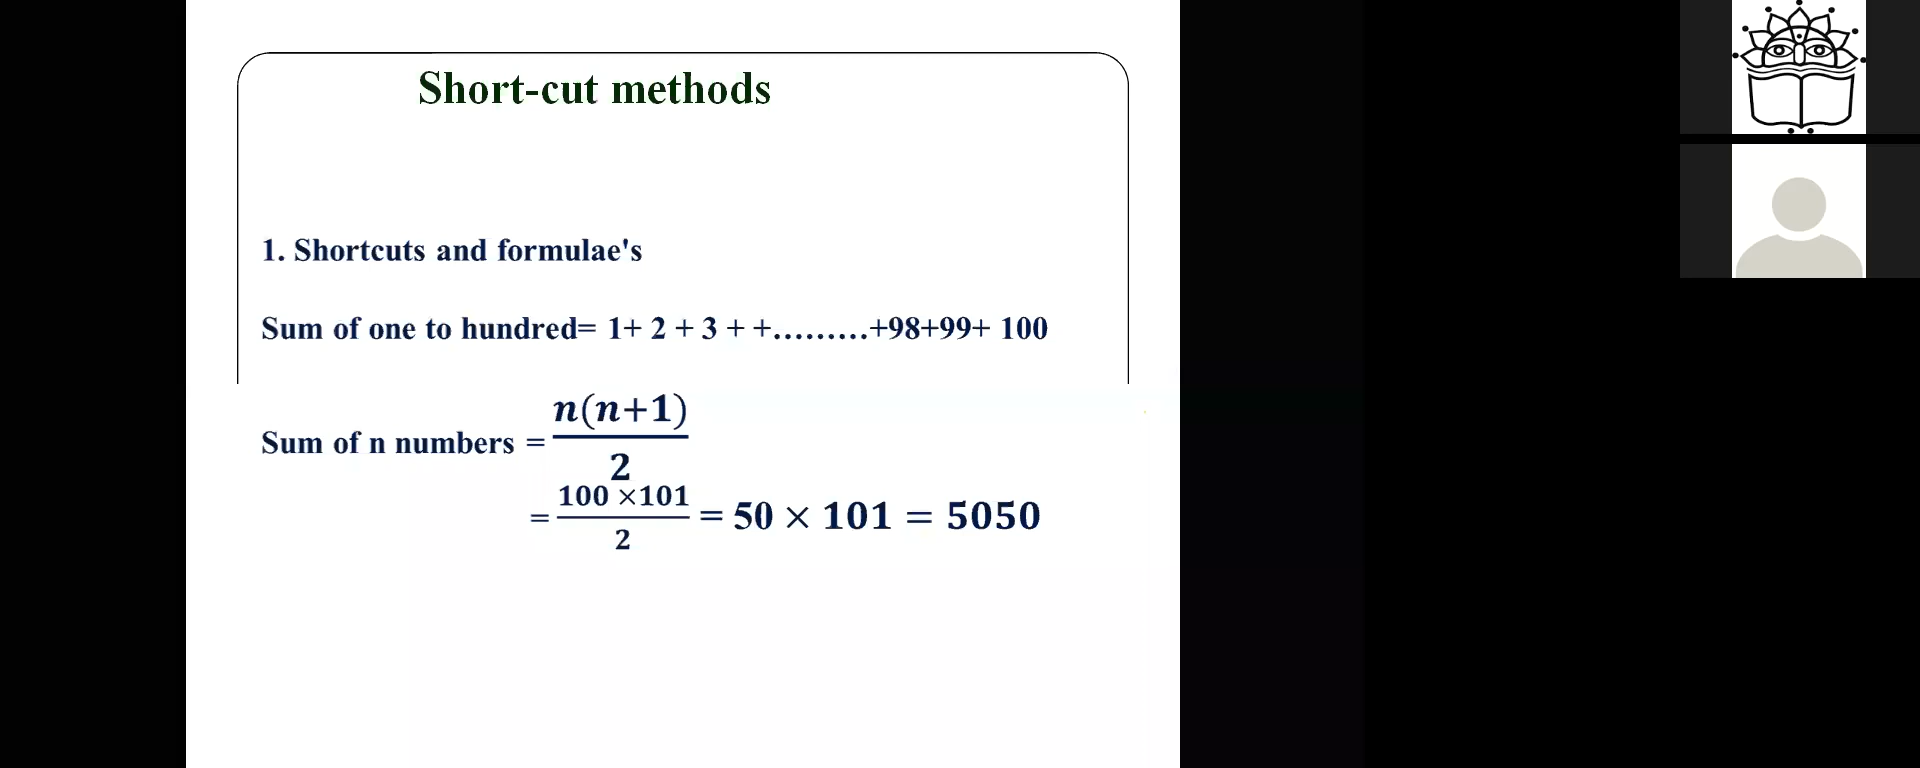 Short-cut methods
1. Shortcuts and formulae's
Sum of one to hundred= 1+ 2 + 3 + +.........+98+99+ 100
Sum of n numbers = n(n+1)/2
= 100 ×101/2 = 50 × 101 = 5050